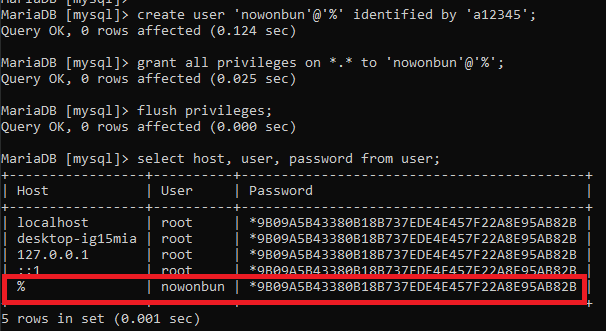 MariaDB [mysql]> create user 'nowonbun'@'%' identified by 'a12345';
Query OK, 0 rows affected (0.124 sec)
MariaDB [mysql]> grant all privileges on *.* to 'nowonbun'@'%';
Query OK, 0 rows affected (0.025 sec)
MariaDB [mysql]> flush privileges;
Query OK, 0 rows affected (0.000 sec)
MariaDB [mysql]> select host, user, password from user;
+-----------------+----------+-------------------------------------------+
| Host | User | Password |
+-----------------+----------+-------------------------------------------+
| localhost | root | *9B09A5B43380B18B737EDE4E457F22A8E95AB82B |
| desktop-ig15mia | root | *9B09A5B43380B18B737EDE4E457F22A8E95AB82B |
| 127.0.0.1 | root | *9B09A5B43380B18B737EDE4E457F22A8E95AB82B |
| ::1 | root | *9B09A5B43380B18B737EDE4E457F22A8E95AB82B |
| % | nowonbun | *9B09A5B43380B18B737EDE4E457F22A8E95AB82B |
+-----------------+----------+-------------------------------------------+
5 rows in set (0.001 sec)